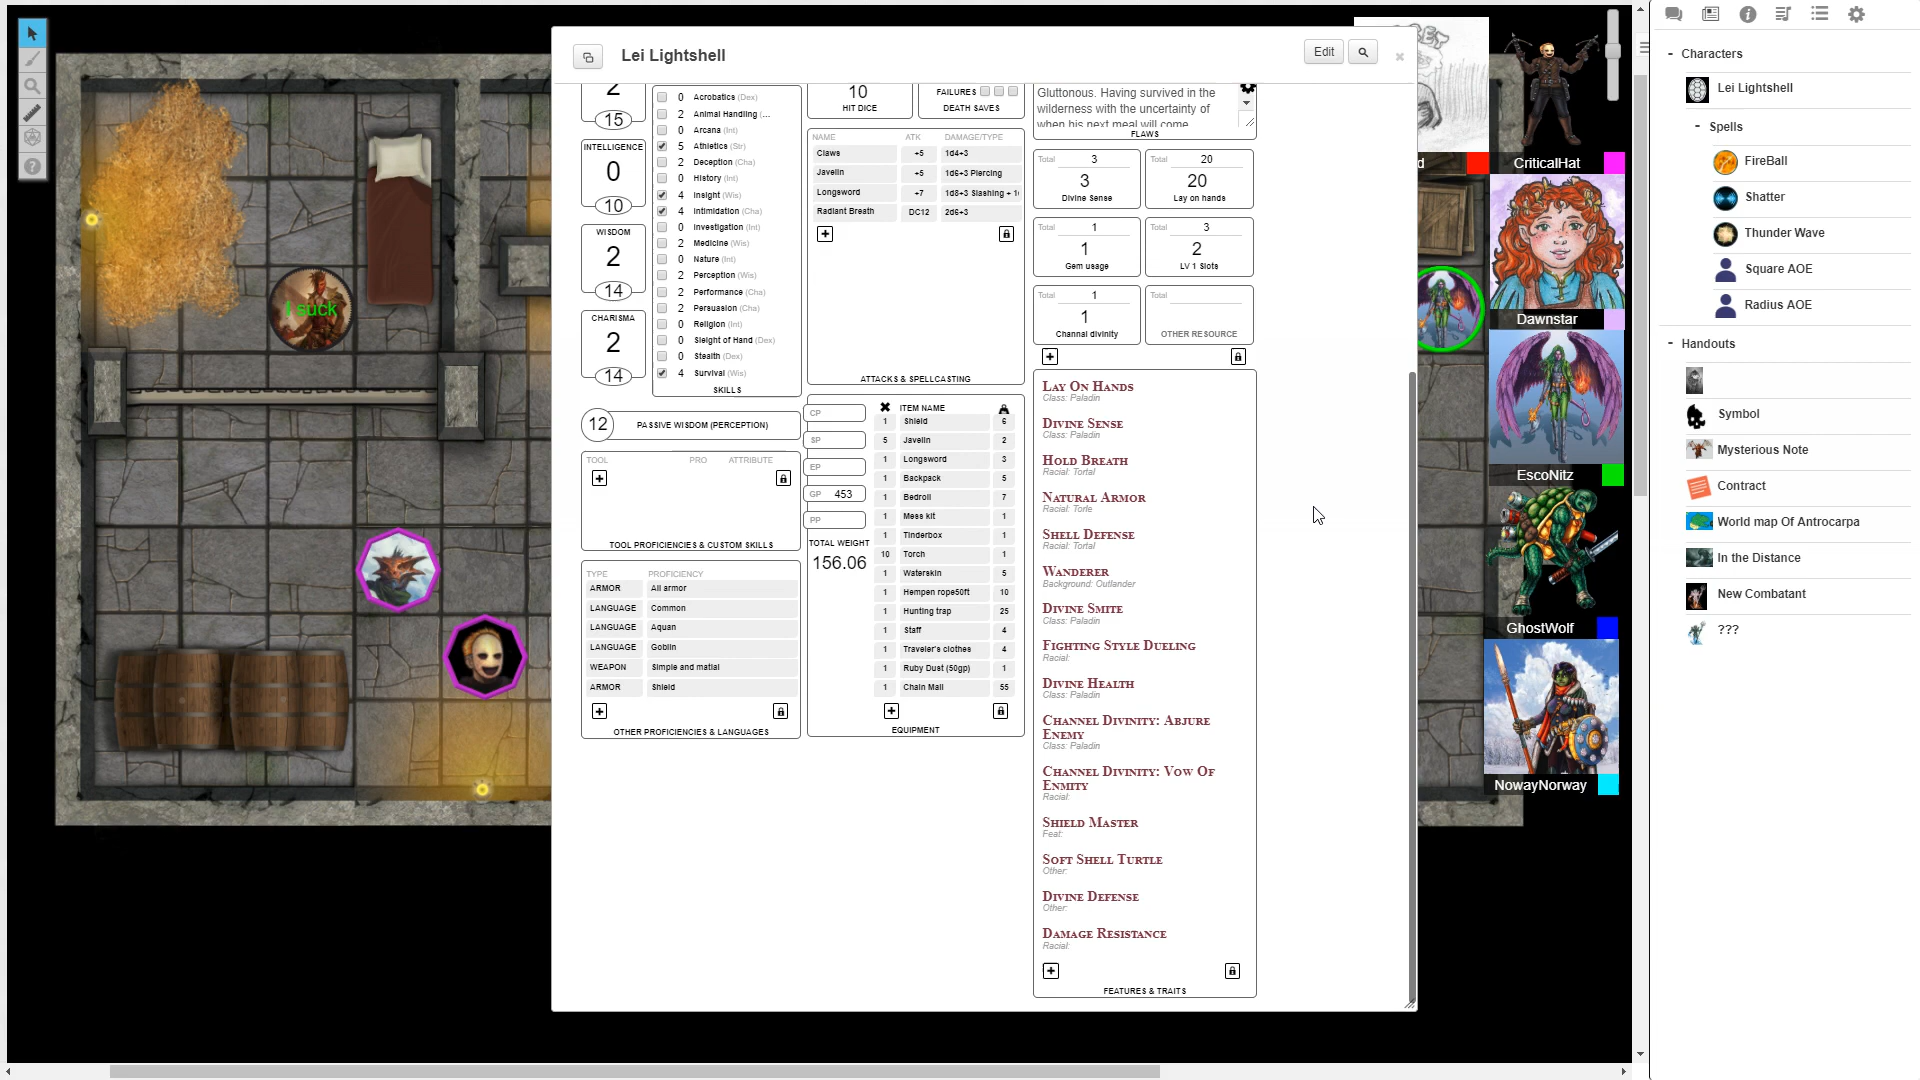 Lei Lightshell
Edit
2
15
INTELLIGENCE
0
10
WISDOM
2
14
CHARISMA
2
14
0 Acrobatics (Dex)
2 Animal Handling (...
0 Arcana (Int)
5 Athletics (Str)
2 Deception (Cha)
0 History (Int)
4 Insight (Wis)
4 Intimidation (Cha)
0 Investigation (Int)
2 Medicine (Wis)
0 Nature (Int)
2 Perception (Wis)
2 Performance (Cha)
2 Persuasion (Cha)
0 Religion (Int)
0 Sleight of Hand (Dex)
0 Stealth (Dex)
4 Survival (Wis)
SKILLS
12 PASSIVE WISDOM (PERCEPTION)
TOOL PRO ATTRIBUTE
TOOL PROFICIENCIES & CUSTOM SKILLS
TYPE PROFICIENCY
ARMOR All armor
LANGUAGE Common
LANGUAGE Aquan
LANGUAGE Goblin
WEAPON Simple and matial
ARMOR Shield
OTHER PROFICIENCIES & LANGUAGES
10
HIT DICE
FAILURES
DEATH SAVES
NAME ATK DAMAGE/TYPE
Claws +5 1d4+3
Javelin +5 1d6+3 Piercing
Longsword +7 1d8+3 Slashing + 1
Radiant Breath DC12 2d6+3
ATTACKS & SPELLCASTING
CP
SP
EP
GP 453
PP
TOTAL WEIGHT
156.06
ITEM NAME
1 Shield 6
5 Javelin 2
1 Longsword 3
1 Backpack 5
1 Bedroll 7
1 Mess kit 1
1 Tinderbox 1
10 Torch 1
1 Waterskin 5
1 Hempen rope50ft 10
1 Hunting trap 25
1 Staff 4
1 Traveler's clothes 4
1 Ruby Dust (50gp) 1
1 Chain Mail 55
EQUIPMENT
Gluttonous. Having survived in the
wilderness with the uncertainty of
when his next meal will come
FLAWS
Total 3
3
Divine Sense
Total 20
20
Lay on hands
Total 1
1
Gem usage
Total 3
2
LV 1 Slots
Total 1
1
Channal divinity
Total
OTHER RESOURCE
LAY ON HANDS
Class: Paladin
DIVINE SENSE
Class: Paladin
HOLD BREATH
Racial: Tortal
NATURAL ARMOR
Racial: Torle
SHELL DEFENSE
Racial: Tortal
WANDERER
Background: Outlander
DIVINE SMITE
Class: Paladin
FIGHTING STYLE DUELING
Racial:
DIVINE HEALTH
Class: Paladin
CHANNEL DIVINITY: ABJURE
ENEMY
Class: Paladin
CHANNEL DIVINITY: VOW OF
ENMITY
Racial:
SHIELD MASTER
Feat:
SOFT SHELL TURTLE
Other:
DIVINE DEFENSE
Other:
DAMAGE RESISTANCE
Racial:
FEATURES & TRAITS
I suck
d
CriticalHat
Dawnstar
EscoNitz
GhostWolf
NowayNorway
- Characters
Lei Lightshell
- Spells
FireBall
Shatter
Thunder Wave
Square AOE
Radius AOE
- Handouts
Symbol
Mysterious Note
Contract
World map Of Antrocarpa
In the Distance
New Combatant
???